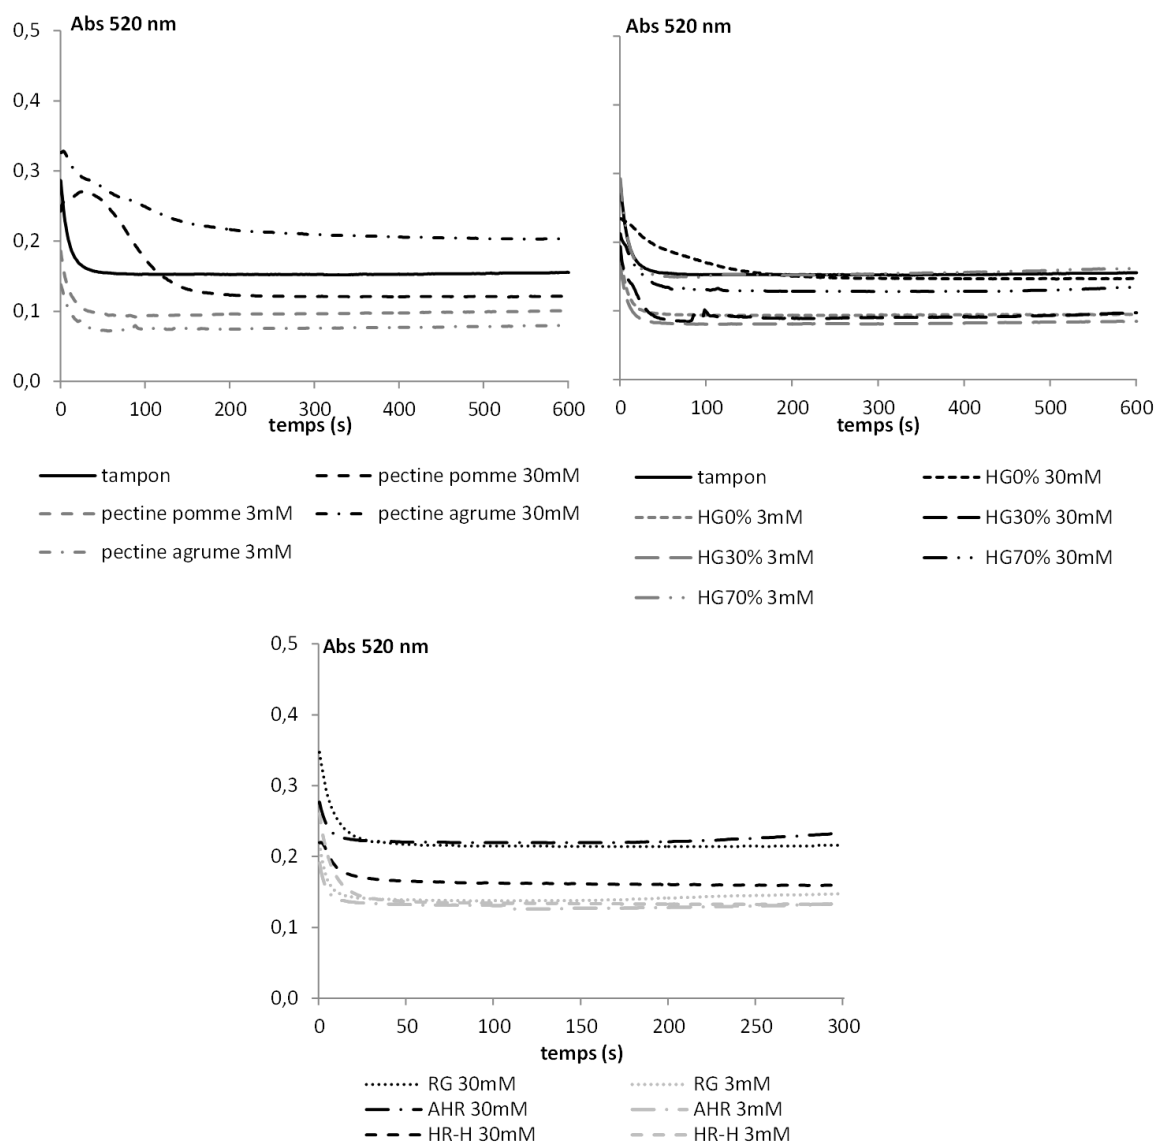 Abs 520 nm
0,5
0,4
0,3
0,2
0,1
0,0
0 100 200 300 400 500 600
temps (s)
tampon
pectine pomme 30mM
pectine pomme 3mM
pectine agrume 30mM
pectine agrume 3mM
Abs 520 nm
0 100 200 300 400 500 600
temps (s)
tampon
HG0% 30mM
HG0% 3mM
HG30% 30mM
HG30% 3mM
HG70% 30mM
HG70% 3mM
Abs 520 nm
0,5
0,4
0,3
0,2
0,1
0,0
0 50 100 150 200 250 300
temps (s)
RG 30mM
RG 3mM
AHR 30mM
AHR 3mM
HR-H 30mM
HR-H 3mM